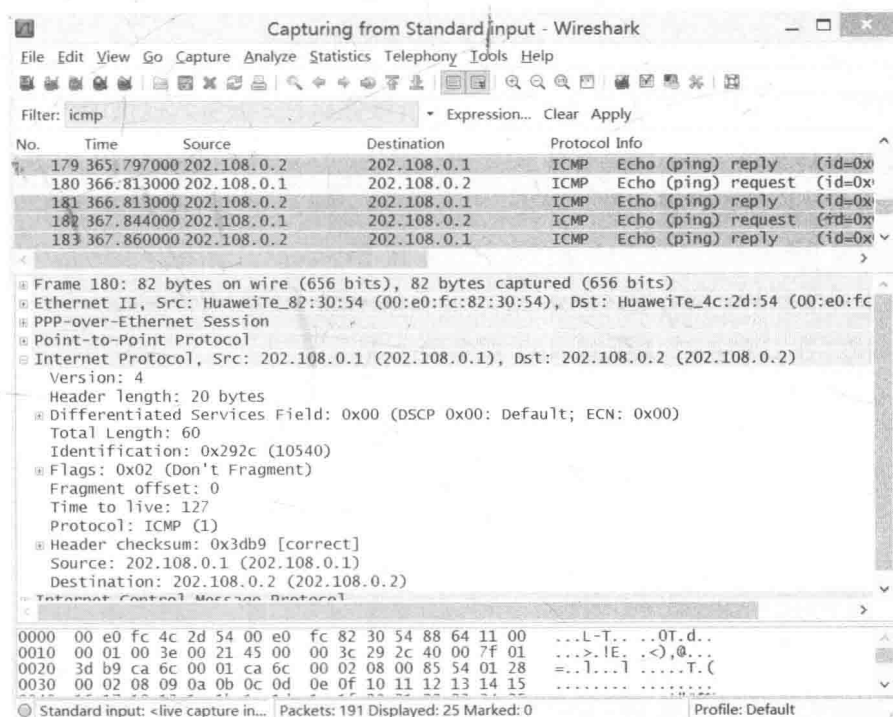 Capturing from Standard input - Wireshark
File Edit View Go Capture Analyze Statistics Telephony Tools Help
Filter: icmp Expression... Clear Apply
No. Time Source Destination Protocol Info
179 365.797000 202.108.0.2 202.108.0.1 ICMP Echo (ping) reply (id=0x
180 366.813000 202.108.0.1 202.108.0.2 ICMP Echo (ping) request (id=0x
181 366.813000 202.108.0.2 202.108.0.1 ICMP Echo (ping) reply (id=0x
182 367.844000 202.108.0.1 202.108.0.2 ICMP Echo (ping) request (id=0x
183 367.860000 202.108.0.2 202.108.0.1 ICMP Echo (ping) reply (id=0x
Frame 180: 82 bytes on wire (656 bits), 82 bytes captured (656 bits)
Ethernet II, Src: HuaweiTe_82:30:54 (00:e0:fc:82:30:54), Dst: HuaweiTe_4c:2d:54 (00:e0:fc
PPP-over-Ethernet Session
Point-to-Point Protocol
Internet Protocol, Src: 202.108.0.1 (202.108.0.1), Dst: 202.108.0.2 (202.108.0.2)
Version: 4
Header length: 20 bytes
Differentiated Services Field: 0x00 (DSCP 0x00: Default; ECN: 0x00)
Total Length: 60
Identification: 0x292c (10540)
Flags: 0x02 (Don't Fragment)
Fragment offset: 0
Time to live: 127
Protocol: ICMP (1)
Header checksum: 0x3db9 [correct]
Source: 202.108.0.1 (202.108.0.1)
Destination: 202.108.0.2 (202.108.0.2)
Internet Control Message Protocol
0000 00 e0 fc 4c 2d 54 00 e0 fc 82 30 54 88 64 11 00 ...L-T.. ..0T.d..
0010 00 01 00 3e 00 21 45 00 00 3c 29 2c 40 00 7f 01 ...>.!E. .<),@...
0020 3d b9 ca 6c 00 01 ca 6c 00 02 08 00 85 54 01 28 =..l...l .....T.(
0030 00 02 08 09 0a 0b 0c 0d 0e 0f 10 11 12 13 14 15 ........ ........
Standard input: <live capture in... Packets: 191 Displayed: 25 Marked: 0 Profile: Default